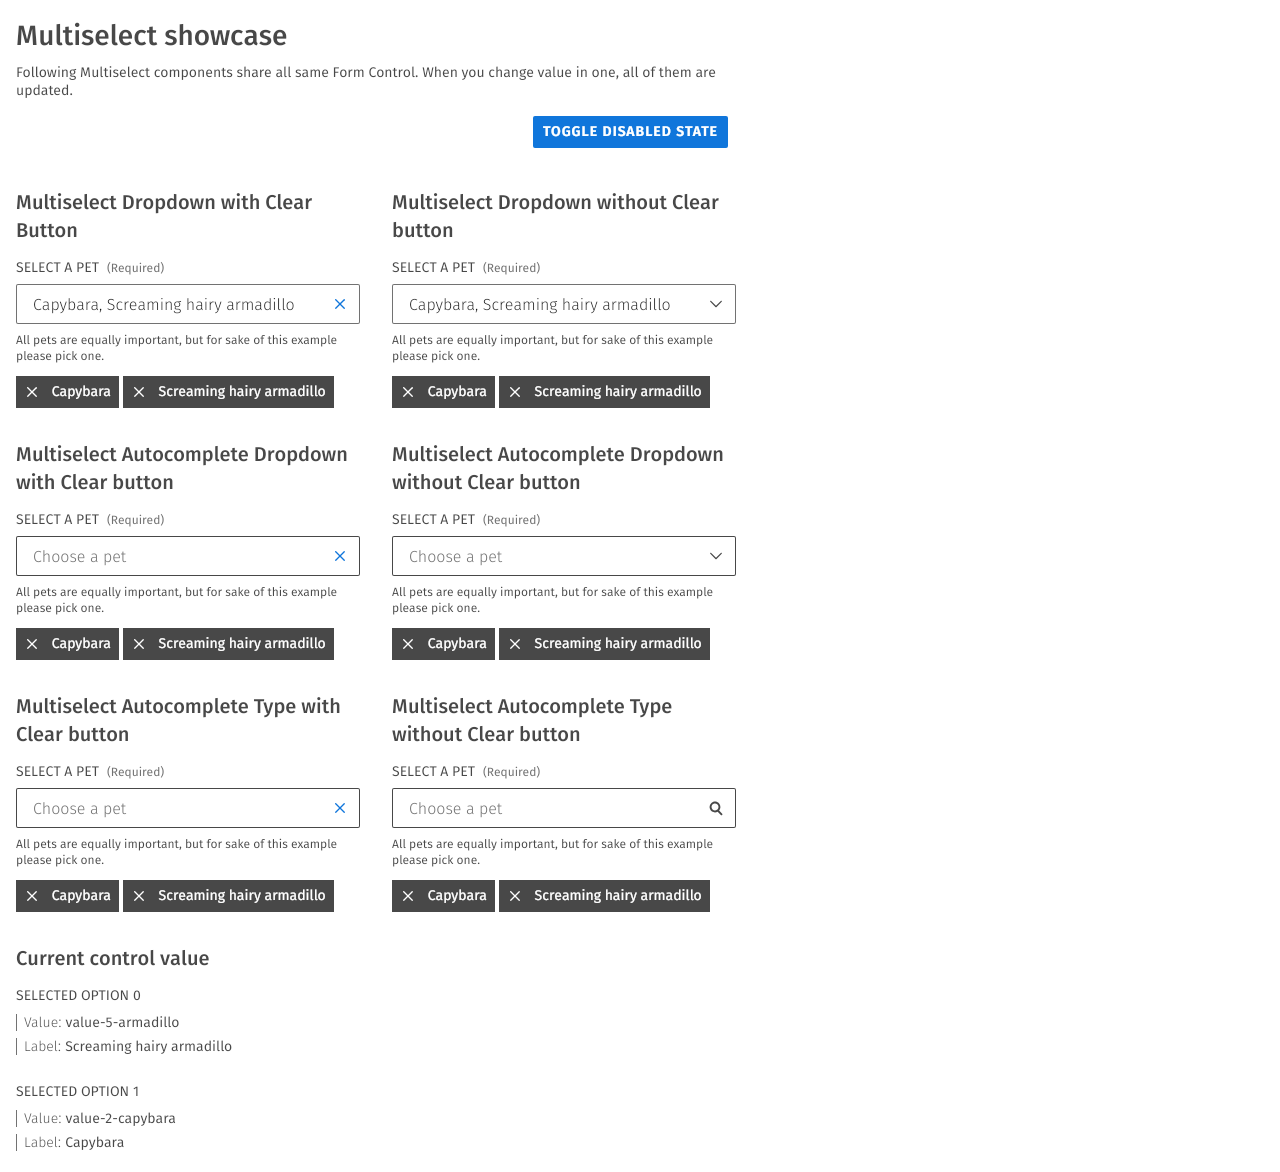 Multiselect showcase
Following Multiselect components share all same Form Control. When you change value in one, all of them are
updated.
TOGGLE DISABLED STATE
Multiselect Dropdown with Clear
Button
SELECT A PET (Required)
Capybara, Screaming hairy armadillo
All pets are equally important, but for sake of this example
please pick one.
Capybara
Screaming hairy armadillo
Multiselect Dropdown without Clear
button
SELECT A PET (Required)
Capybara, Screaming hairy armadillo
All pets are equally important, but for sake of this example
please pick one.
Capybara
Screaming hairy armadillo
Multiselect Autocomplete Dropdown
with Clear button
SELECT A PET (Required)
Choose a pet
All pets are equally important, but for sake of this example
please pick one.
Capybara
Screaming hairy armadillo
Multiselect Autocomplete Dropdown
without Clear button
SELECT A PET (Required)
Choose a pet
All pets are equally important, but for sake of this example
please pick one.
Capybara
Screaming hairy armadillo
Multiselect Autocomplete Type with
Clear button
SELECT A PET (Required)
Choose a pet
All pets are equally important, but for sake of this example
please pick one.
Capybara
Screaming hairy armadillo
Multiselect Autocomplete Type
without Clear button
SELECT A PET (Required)
Choose a pet
All pets are equally important, but for sake of this example
please pick one.
Capybara
Screaming hairy armadillo
Current control value
SELECTED OPTION 0
Value: value-5-armadillo
Label: Screaming hairy armadillo
SELECTED OPTION 1
Value: value-2-capybara
Label: Capybara